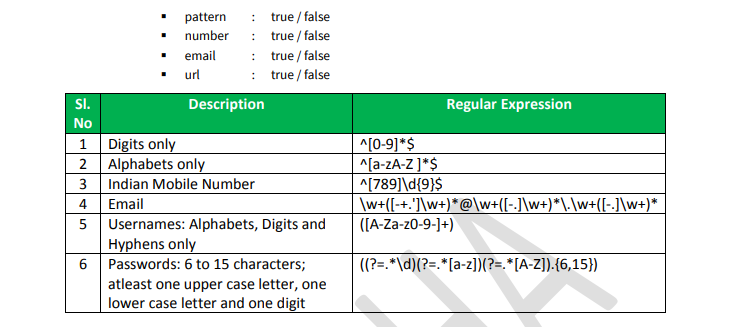 ▪ pattern : true / false
▪ number : true / false
▪ email : true / false
▪ url : true / false
Sl. No Description Regular Expression
1 Digits only ^[0-9]*$
2 Alphabets only ^[a-zA-Z ]*$
3 Indian Mobile Number ^[789]\d{9}$
4 Email \w+([-+.']\w+)*@\w+([-.]\w+)*\.\w+([-.]\w+)*
5 Usernames: Alphabets, Digits and ([A-Za-z0-9-]+)
Hyphens only
6 Passwords: 6 to 15 characters; ((?=.*\d)(?=.*[a-z])(?=.*[A-Z]).{6,15})
atleast one upper case letter, one
lower case letter and one digit